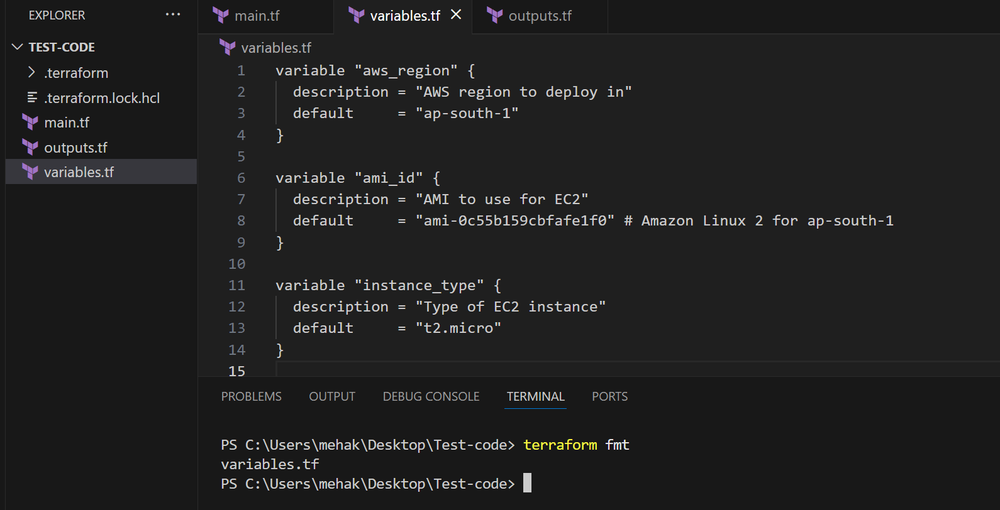 EXPLORER ···
TEST-CODE
.terraform
.terraform.lock.hcl
main.tf
outputs.tf
variables.tf
main.tf variables.tf outputs.tf
variables.tf
1 variable "aws_region" {
2   description = "AWS region to deploy in"
3   default     = "ap-south-1"
4 }
5
6 variable "ami_id" {
7   description = "AMI to use for EC2"
8   default     = "ami-0c55b159cbfafe1f0" # Amazon Linux 2 for ap-south-1
9 }
10
11 variable "instance_type" {
12   description = "Type of EC2 instance"
13   default     = "t2.micro"
14 }
15
PROBLEMS OUTPUT DEBUG CONSOLE TERMINAL PORTS
PS C:\Users\mehak\Desktop\Test-code> terraform fmt
variables.tf
PS C:\Users\mehak\Desktop\Test-code>